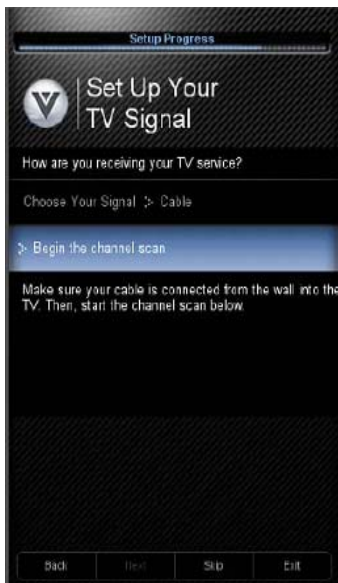 Setup Progress
Set Up Your
TV Signal
How are you receiving your TV service?
Choose Your Signal :> Cable
:> Begin the channel scan
Make sure your cable is connected from the wall into the
TV. Then, start the channel scan below.
Back Next Skip Exit